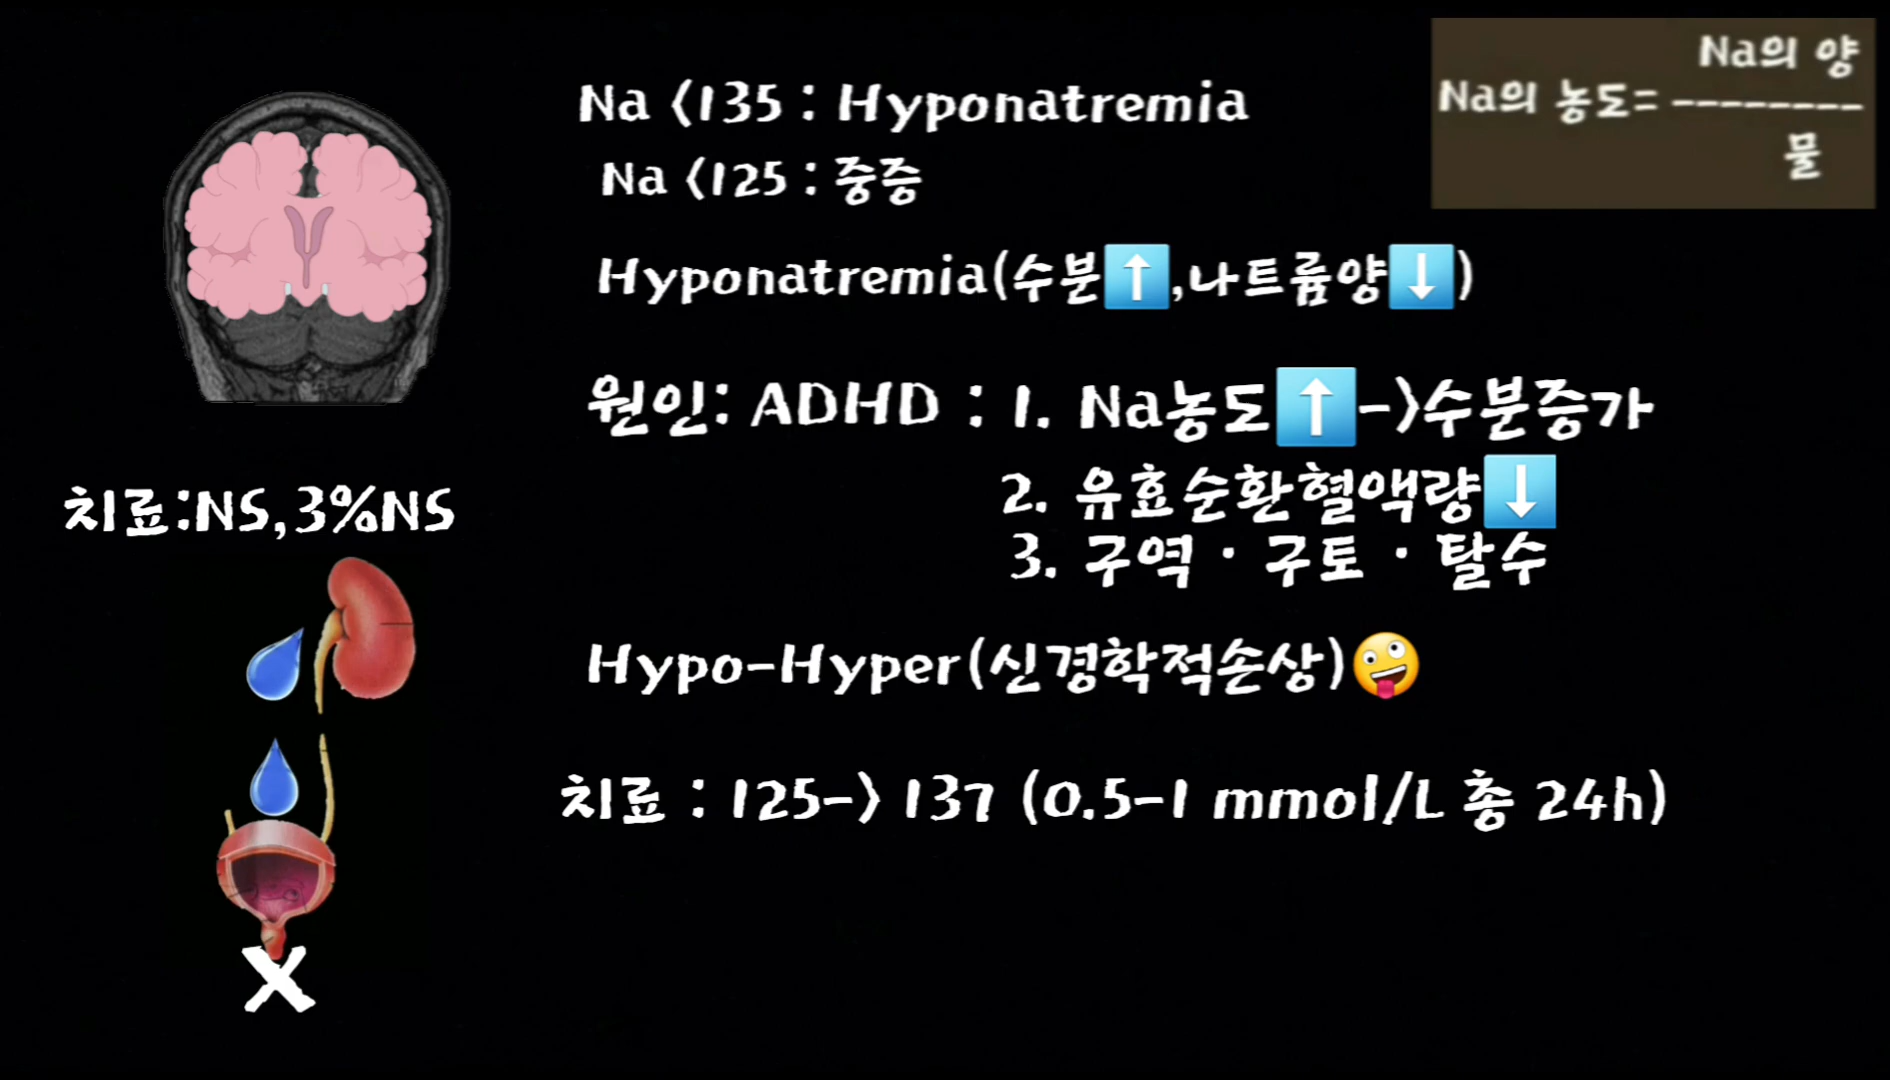 Na <135 : Hyponatremia
Na <125 : 중증
Na의 양
Na의 농도= --------
물
Hyponatremia(수분⬆️,나트륨양⬇️)
원인: ADHD : 1. Na농도⬆️->수분증가
2. 유효순환혈액량⬇️
3. 구역 · 구토 · 탈수
치료:NS,3%NS
Hypo-Hyper(신경학적손상)🤪
치료 : 125-> 137 (0.5-1 mmol/L 총 24h)
X